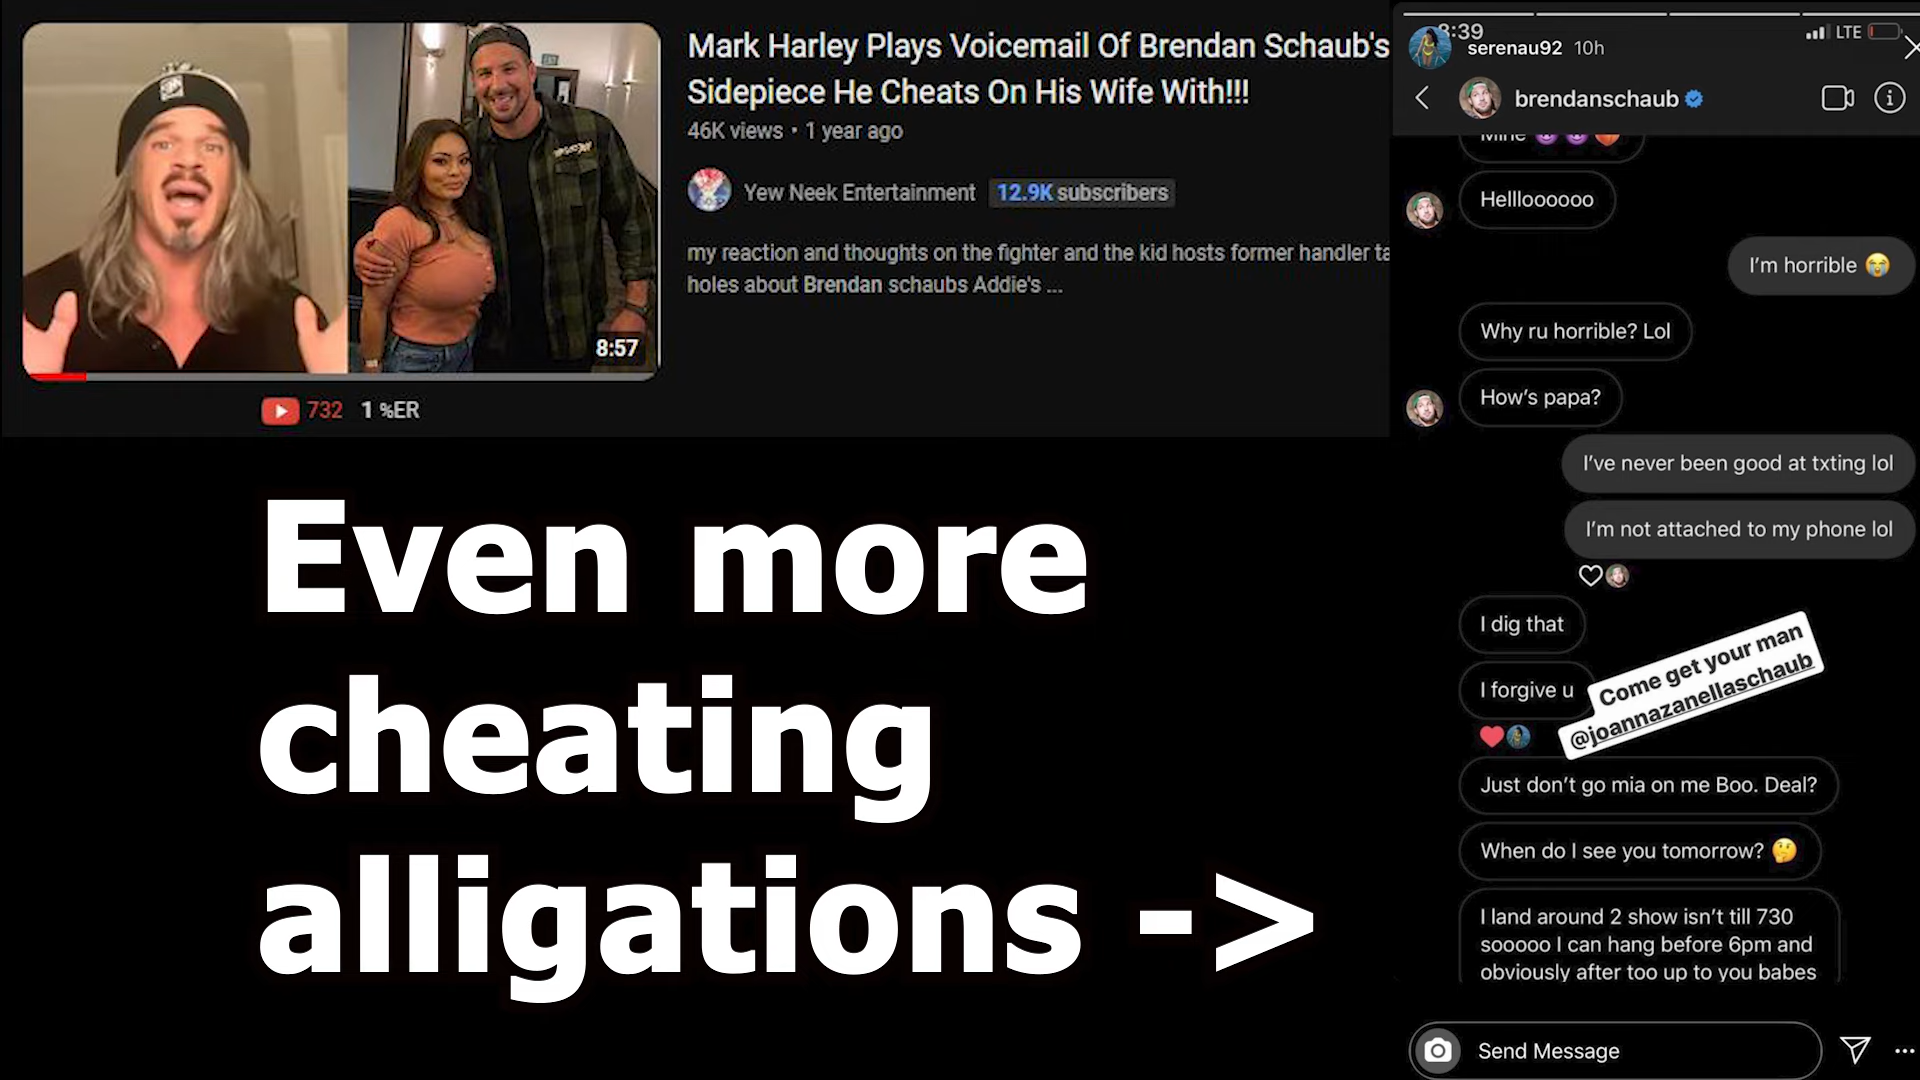 Mark Harley Plays Voicemail Of Brendan Schaub's
Sidepiece He Cheats On His Wife With!!!
46K views • 1 year ago
Yew Neek Entertainment 12.9K subscribers
my reaction and thoughts on the fighter and the kid hosts former handler ta
holes about Brendan schaubs Addie's ...
8:57
732 1 %ER
Even more
cheating
alligations ->
8:39
LTE
serenau92 10h
brendanschaub
Mine 😈😈🍑
Hellloooooo
I'm horrible 😭
Why ru horrible? Lol
How's papa?
I've never been good at txting lol
I'm not attached to my phone lol
I dig that
I forgive u
Come get your man
@joannazanellaschaub
Just don't go mia on me Boo. Deal?
When do I see you tomorrow? 🤔
I land around 2 show isn't till 730
sooooo I can hang before 6pm and
obviously after too up to you babes
Send Message